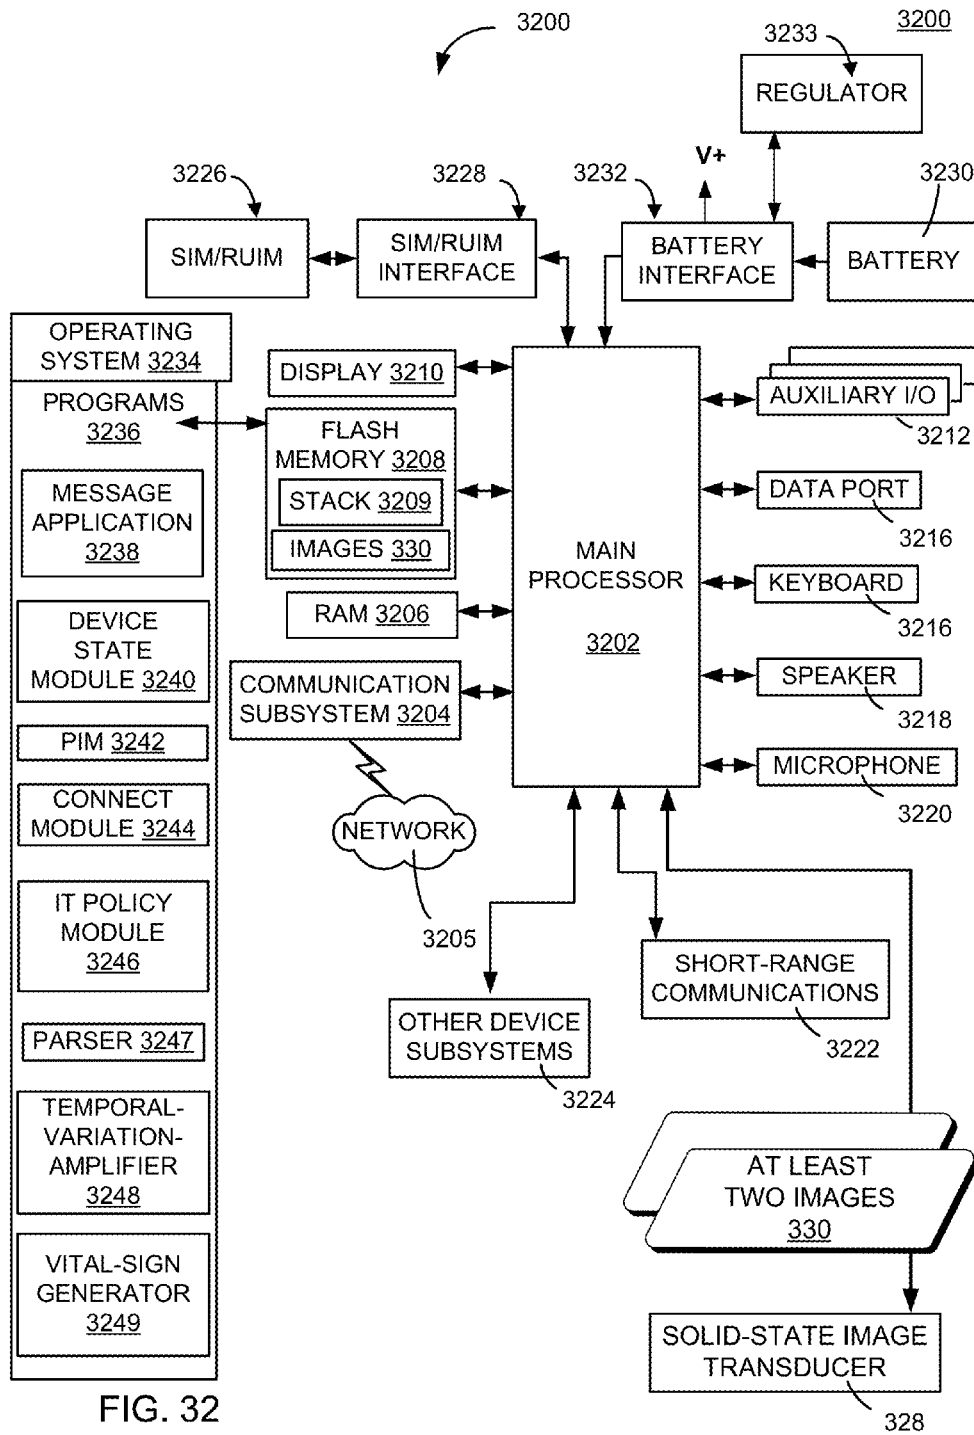 3200
3200
3233
REGULATOR
V+
3226
3228
3232
3230
SIM/RUIM
SIM/RUIM
INTERFACE
BATTERY
INTERFACE
BATTERY
OPERATING
SYSTEM 3234
PROGRAMS
3236
MESSAGE
APPLICATION
3238
DEVICE
STATE
MODULE 3240
PIM 3242
CONNECT
MODULE 3244
IT POLICY
MODULE
3246
PARSER 3247
TEMPORAL-
VARIATION-
AMPLIFIER
3248
VITAL-SIGN
GENERATOR
3249
DISPLAY 3210
FLASH
MEMORY 3208
STACK 3209
IMAGES 330
RAM 3206
COMMUNICATION
SUBSYSTEM 3204
NETWORK
3205
MAIN
PROCESSOR
3202
AUXILIARY I/O
3212
DATA PORT
3216
KEYBOARD
3216
SPEAKER
3218
MICROPHONE
3220
SHORT-RANGE
COMMUNICATIONS
3222
OTHER DEVICE
SUBSYSTEMS
3224
AT LEAST
TWO IMAGES
330
SOLID-STATE IMAGE
TRANSDUCER
328
FIG. 32